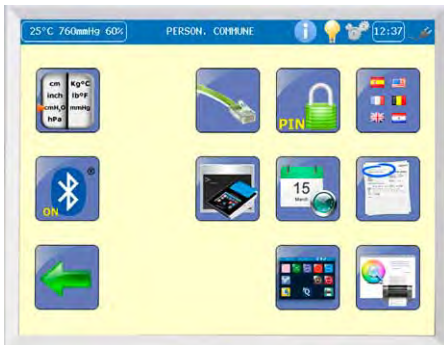 25°C 760mmHg 60%
PERSON. COMMUNE
12:37
cm Kg°C
inch lb°F
cmH₂O mmHg
hPa
PIN
ON
®
15
March